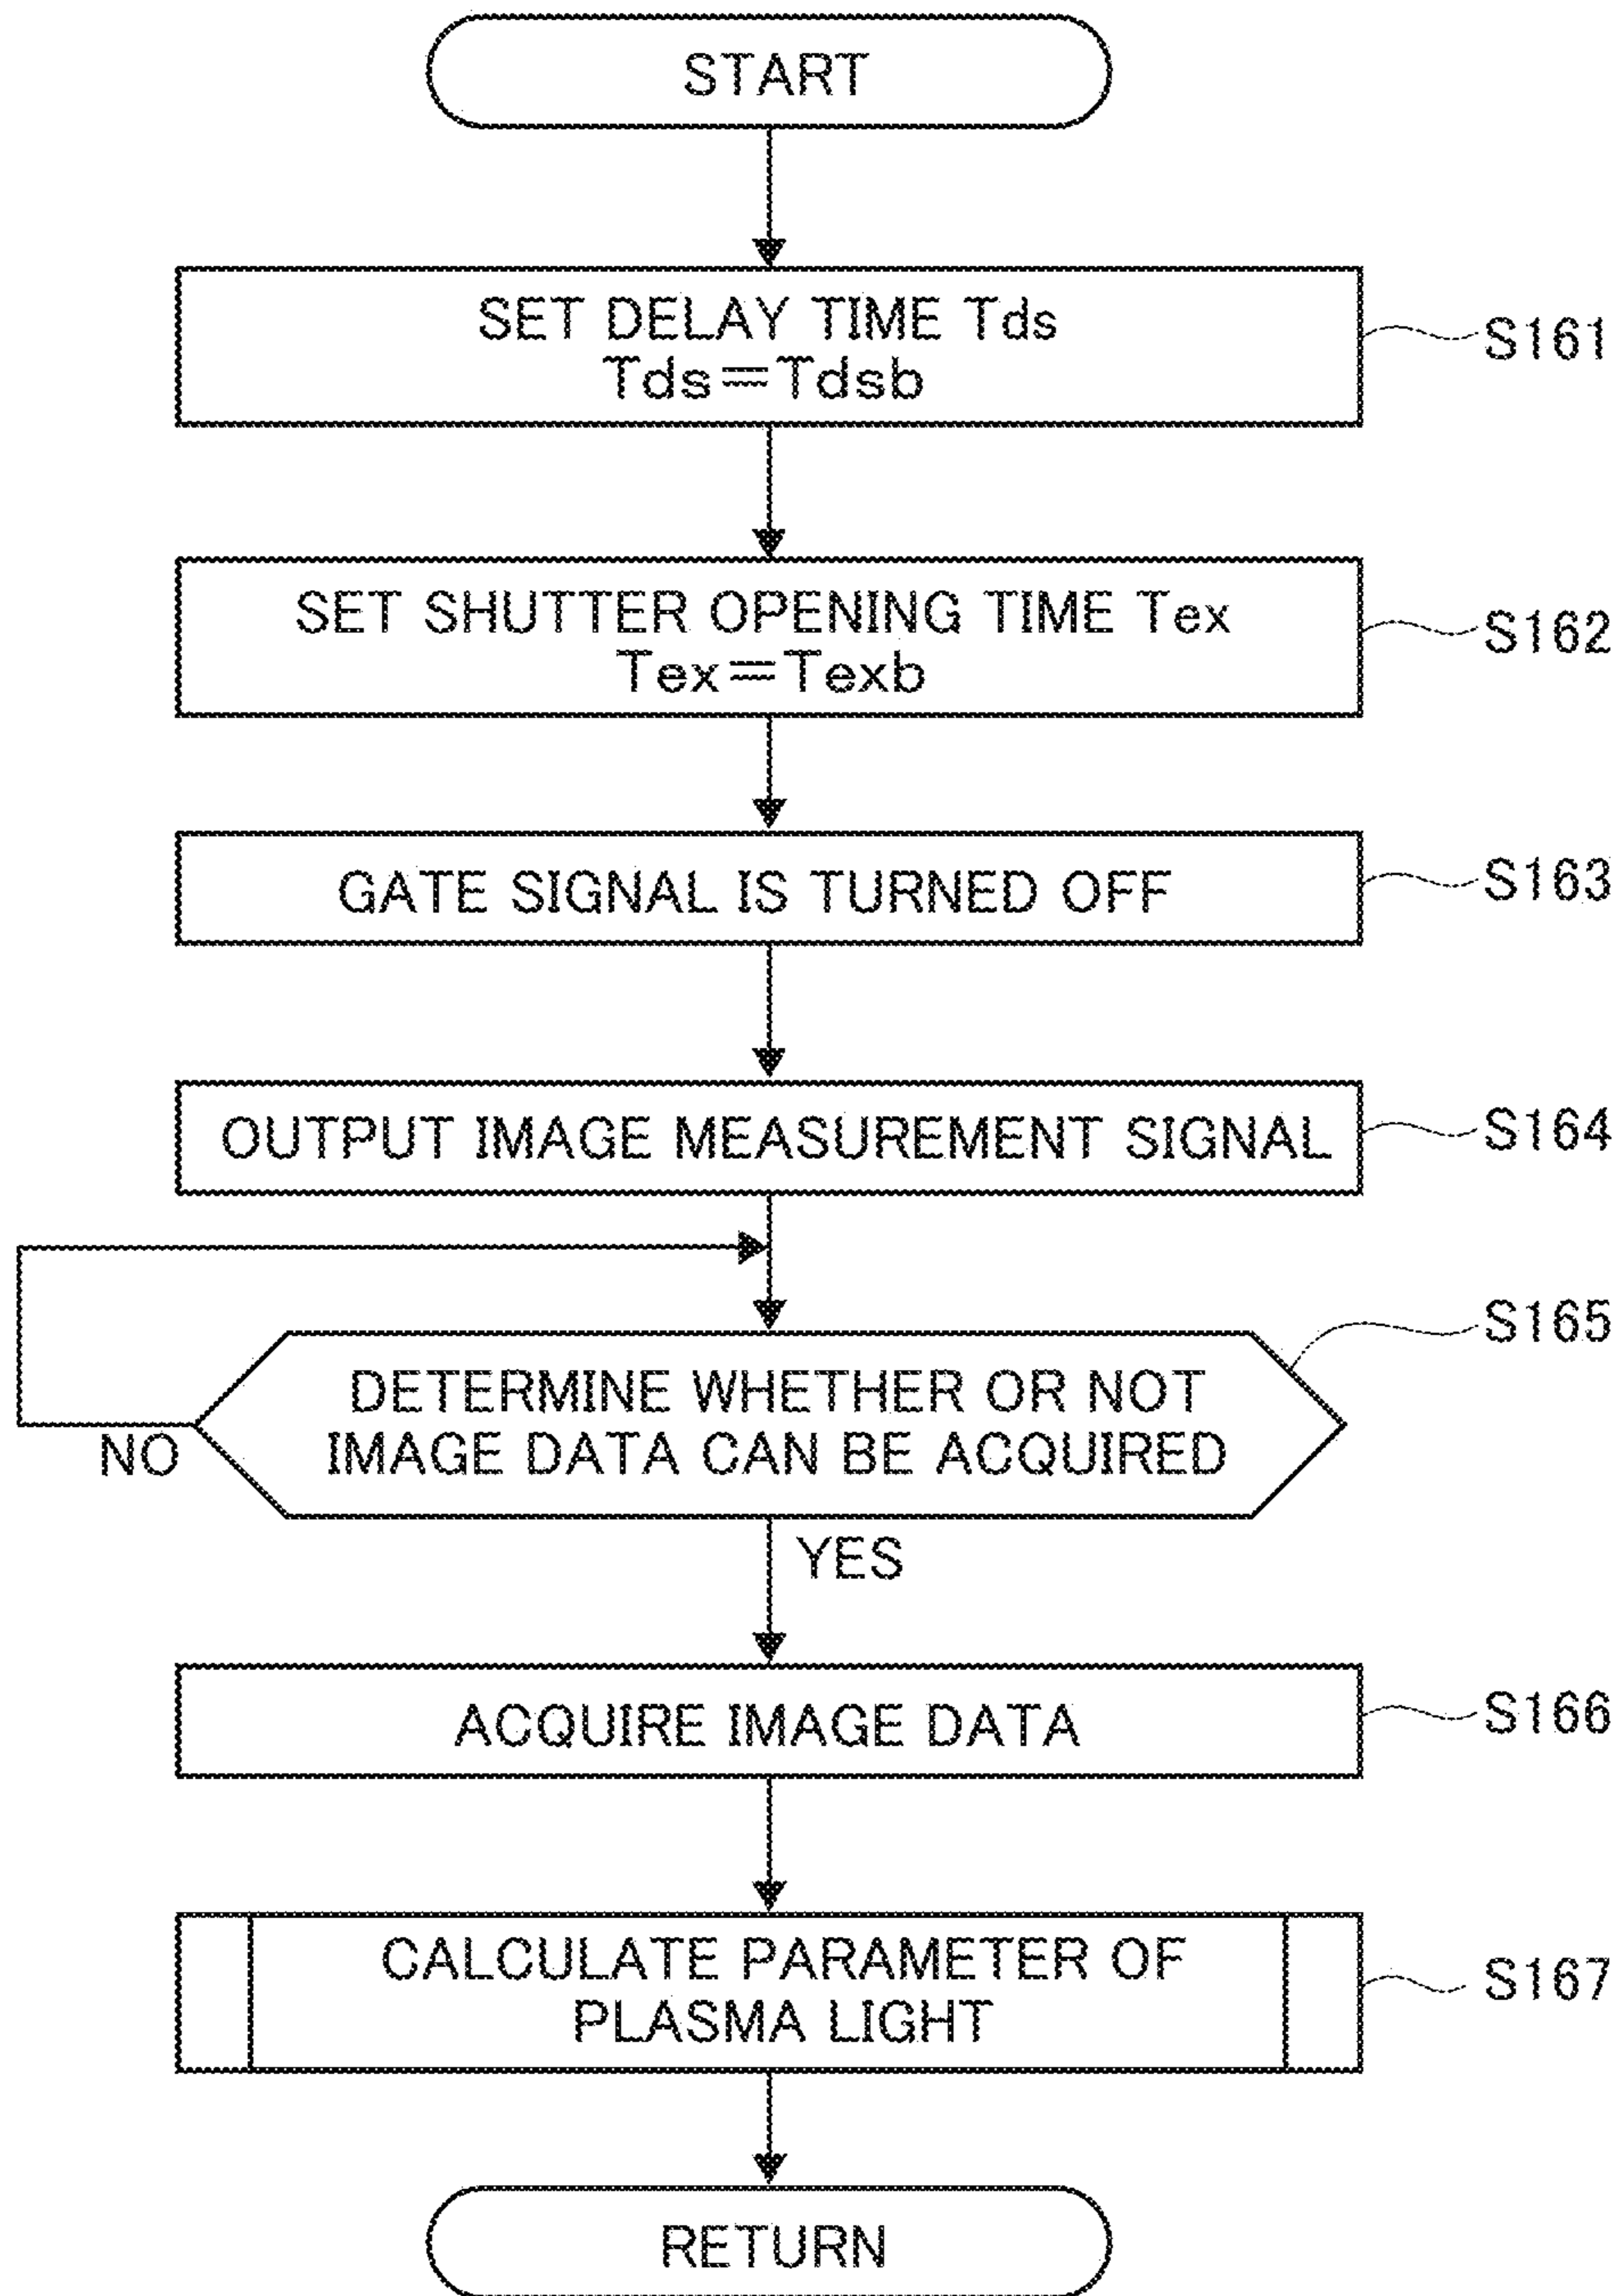 START
SET DELAY TIME Tds
Tds=Tdsb
S161
SET SHUTTER OPENING TIME Tex
Tex=Texb
S162
GATE SIGNAL IS TURNED OFF
S163
OUTPUT IMAGE MEASUREMENT SIGNAL
S164
S165
DETERMINE WHETHER OR NOT
IMAGE DATA CAN BE ACQUIRED
NO
YES
ACQUIRE IMAGE DATA
S166
CALCULATE PARAMETER OF
PLASMA LIGHT
S167
RETURN